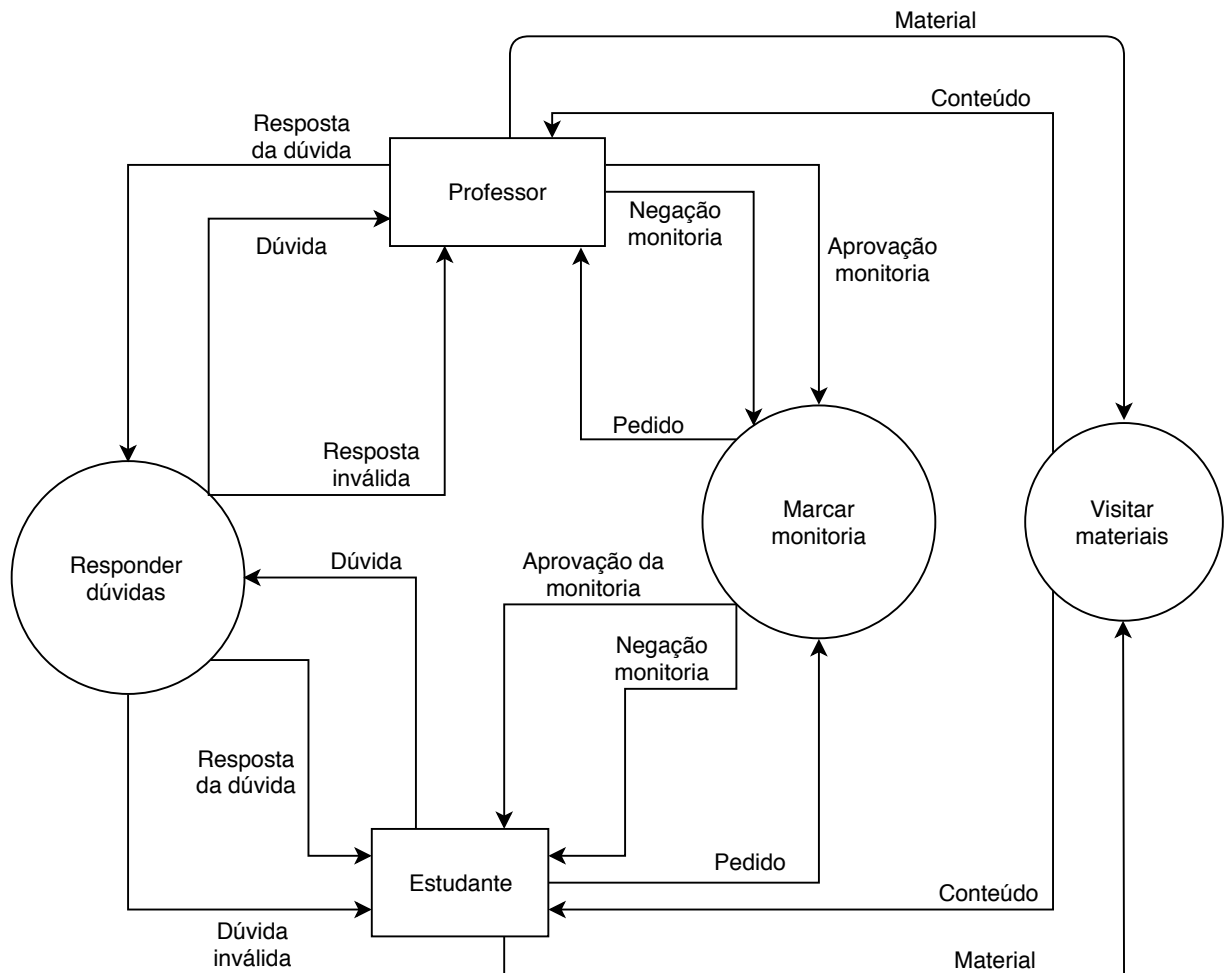 Material
Conteúdo
Resposta
da dúvida
Professor
Negação
monitoria
Dúvida
Aprovação
monitoria
Pedido
Resposta
inválida
Marcar
monitoria
Visitar
materiais
Responder
dúvidas
Dúvida
Aprovação da
monitoria
Negação
monitoria
Resposta
da dúvida
Pedido
Estudante
Conteúdo
Dúvida
inválida
Material